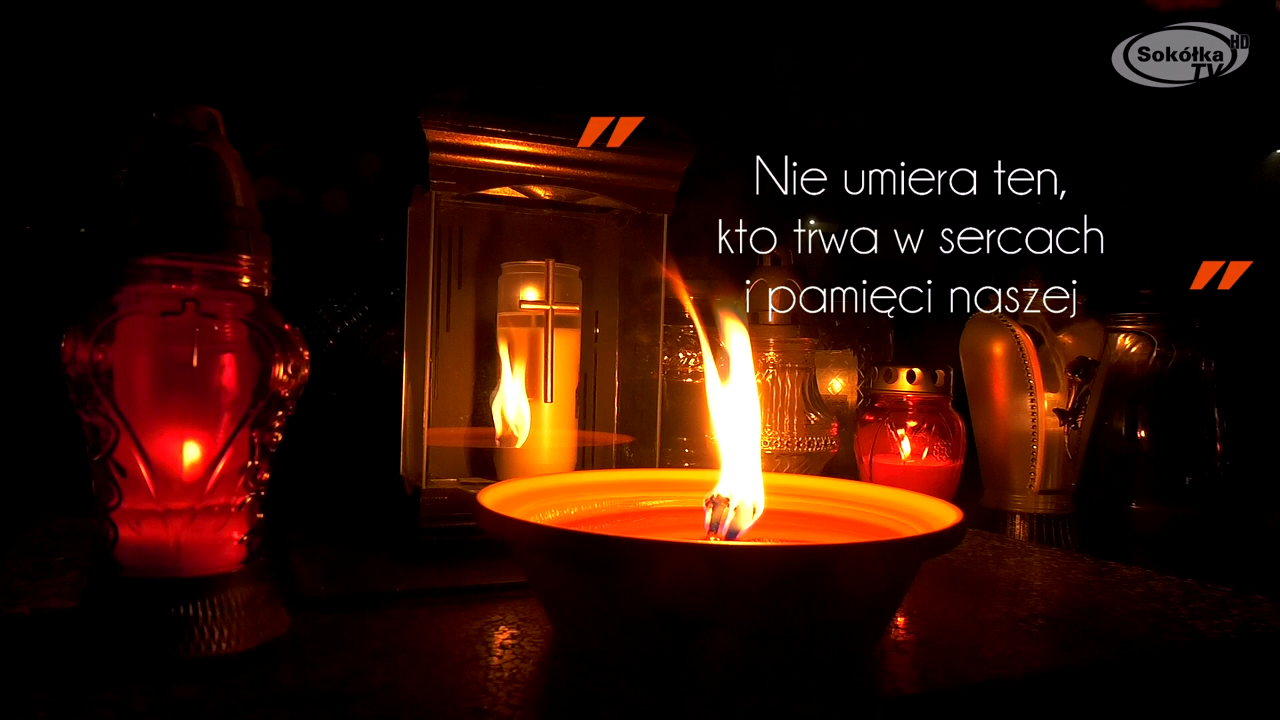 Sokółka HD
TV
"
Nie umiera ten,
kto trwa w sercach
i pamięci naszej
"